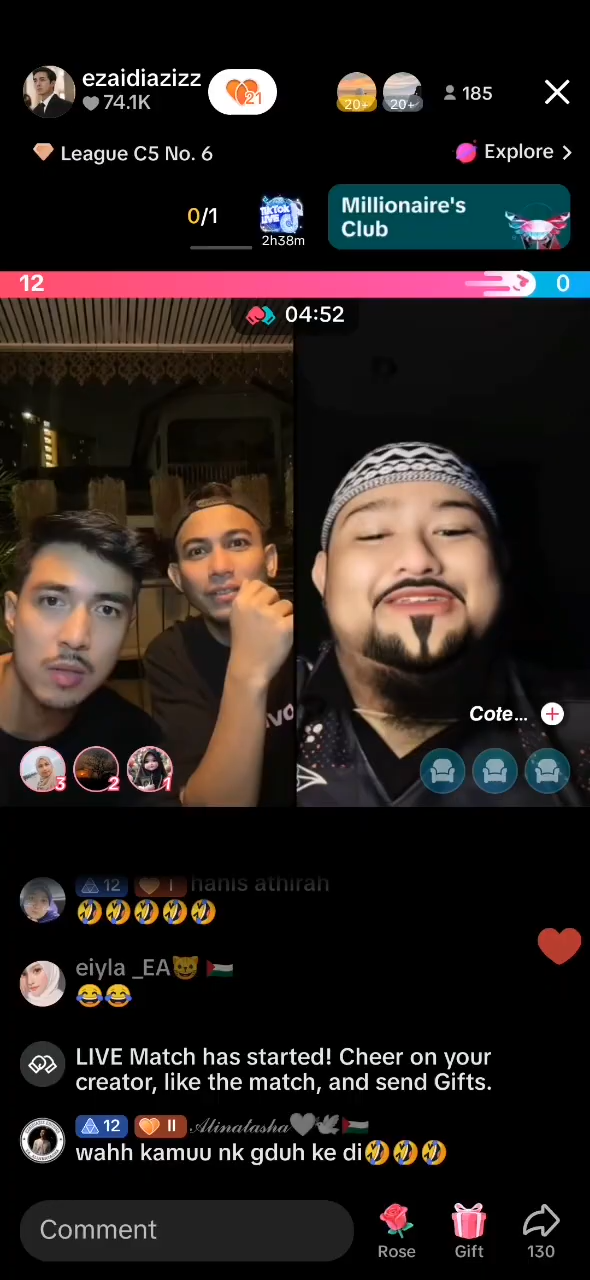 ezaidiazizz
74.1K
21
20+
20+
185
League C5 No. 6
Explore
0/1
TikTok
LIVE
2h38m
Millionaire's
Club
12
0
04:52
Cote...
3
2
1
12
I
hanis athirah
🤣🤣🤣🤣🤣
eiyla _EA😺 🇵🇸
😂😂
LIVE Match has started! Cheer on your
creator, like the match, and send Gifts.
12 II 𝒜𝓁𝒾𝓃𝒶𝓉𝒶𝓈𝒽𝒶🩶🕊🇵🇸
wahh kamuu nk gduh ke di🤣🤣🤣
Comment
Rose
Gift
130